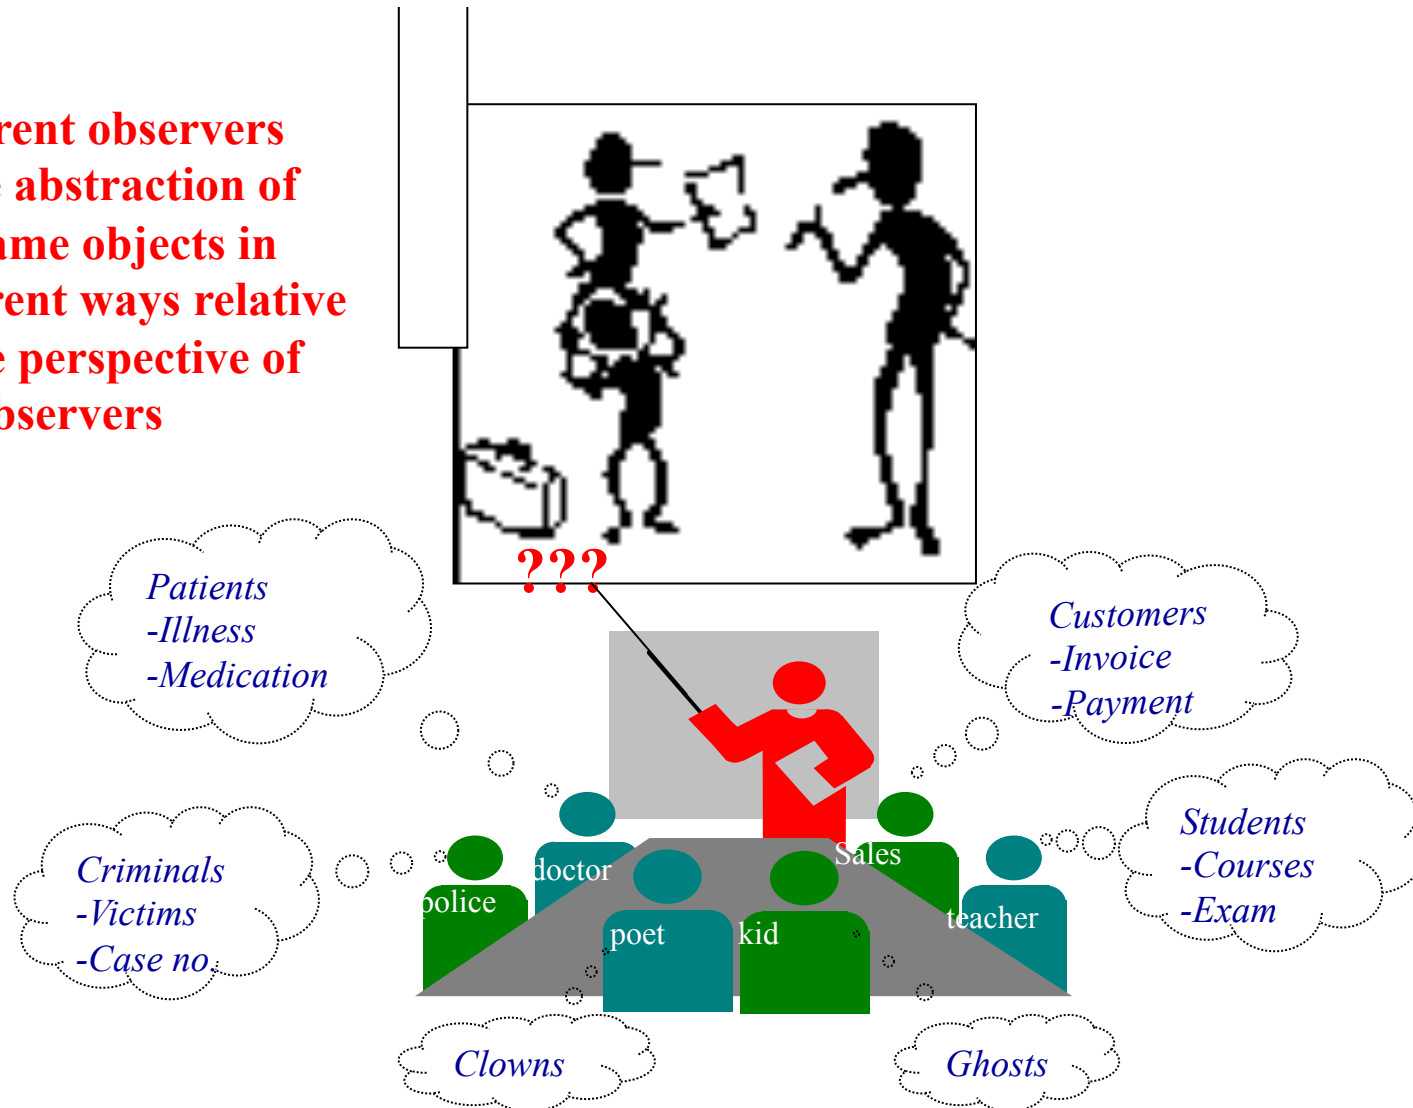 rent observers
e abstraction of
ame objects in
rent ways relative
e perspective of
bservers
???
Patients
-Illness
-Medication
Customers
-Invoice
-Payment
Criminals
-Victims
-Case no.
Students
-Courses
-Exam
police
doctor
poet
kid
Sales
teacher
Clowns
Ghosts